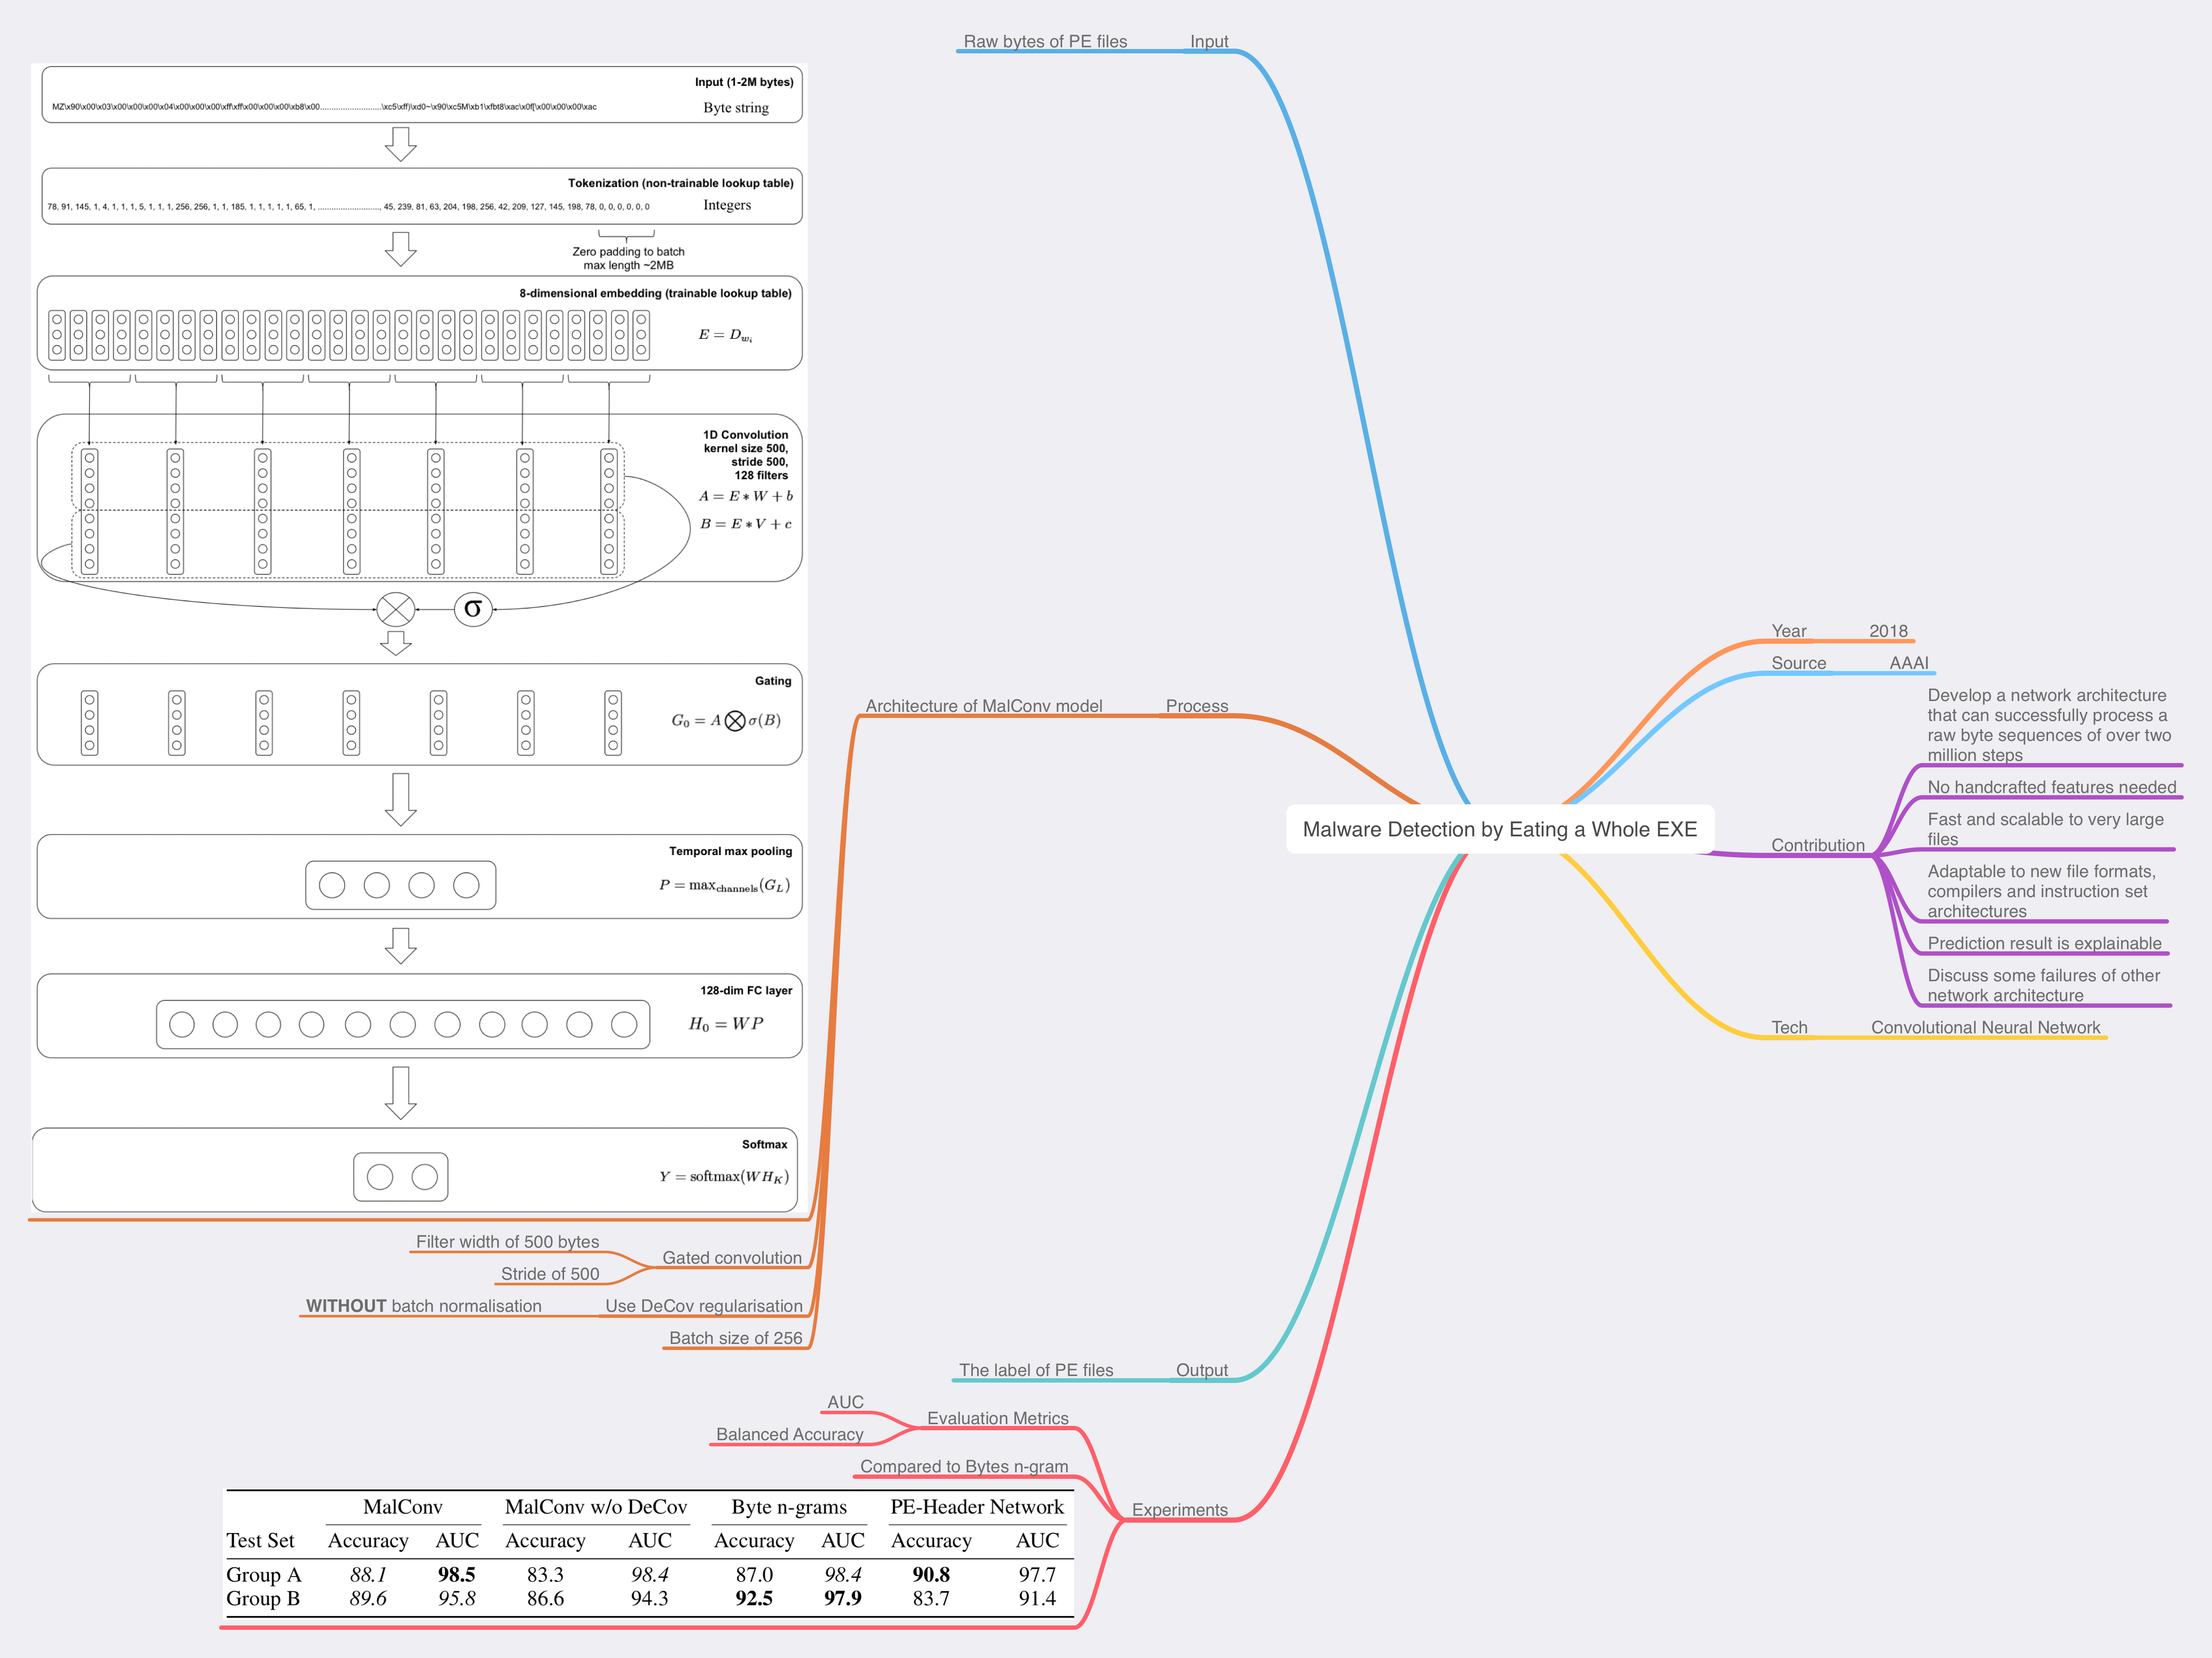 Malware Detection by Eating a Whole EXE
Year 2018
Source AAAI
Contribution
Develop a network architecture
that can successfully process a
raw byte sequences of over two
million steps
No handcrafted features needed
Fast and scalable to very large
files
Adaptable to new file formats,
compilers and instruction set
architectures
Prediction result is explainable
Discuss some failures of other
network architecture
Tech Convolutional Neural Network
Raw bytes of PE files Input
Architecture of MalConv model Process
Input (1-2M bytes)
MZ\x90\x00\x03\x00\x00\x00\x04\x00\x00\x00\xff\xff\x00\x00\x00\xb8\x00.............................\xc5\xff)\xd0~\x90\xc5M\xb1\xfbt8\xac\x0f[\x00\x00\x00\xac Byte string
Tokenization (non-trainable lookup table)
78, 91, 145, 1, 4, 1, 1, 1, 5, 1, 1, 1, 256, 256, 1, 1, 185, 1, 1, 1, 1, 1, 65, 1, ............................, 45, 239, 81, 63, 204, 198, 256, 42, 209, 127, 145, 198, 78, 0, 0, 0, 0, 0, 0 Integers
Zero padding to batch
max length ~2MB
8-dimensional embedding (trainable lookup table)
E = D_{w_i}
1D Convolution
kernel size 500,
stride 500,
128 filters
A = E ∗ W + b
B = E ∗ V + c
σ
Gating
G_0 = A ⊗ σ(B)
Temporal max pooling
P = max_{channels}(G_L)
128-dim FC layer
H_0 = WP
Softmax
Y = softmax(WH_K)
Filter width of 500 bytes
Gated convolution
Stride of 500
WITHOUT batch normalisation Use DeCov regularisation
Batch size of 256
The label of PE files Output
AUC
Evaluation Metrics
Balanced Accuracy
Compared to Bytes n-gram
Experiments
MalConv MalConv w/o DeCov Byte n-grams PE-Header Network
Test Set Accuracy AUC Accuracy AUC Accuracy AUC Accuracy AUC
Group A 88.1 98.5 83.3 98.4 87.0 98.4 90.8 97.7
Group B 89.6 95.8 86.6 94.3 92.5 97.9 83.7 91.4